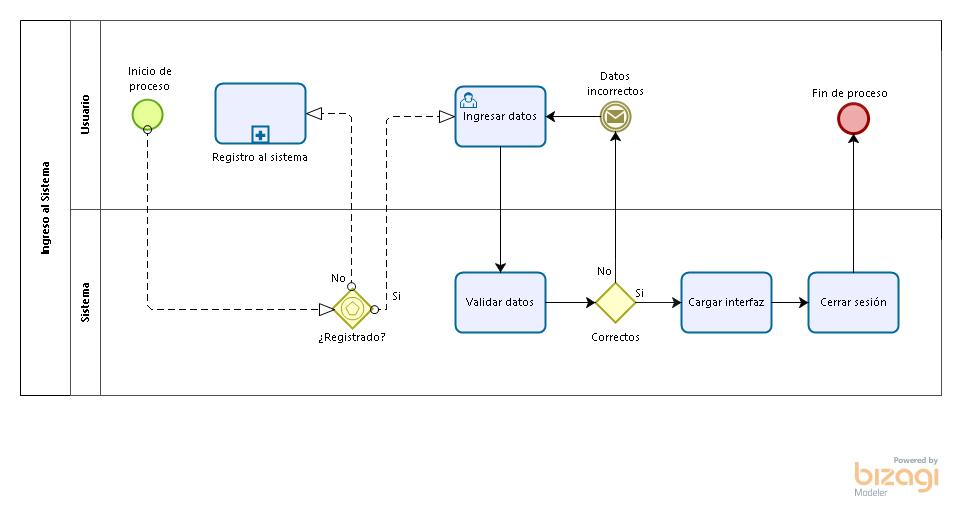 Ingreso al Sistema
Usuario
Inicio de
proceso
Registro al sistema
Ingresar datos
Datos
incorrectos
Fin de proceso
Sistema
No
Si
¿Registrado?
Validar datos
No
Si
Correctos
Cargar interfaz
Cerrar sesión
Powered by
bizagi
Modeler